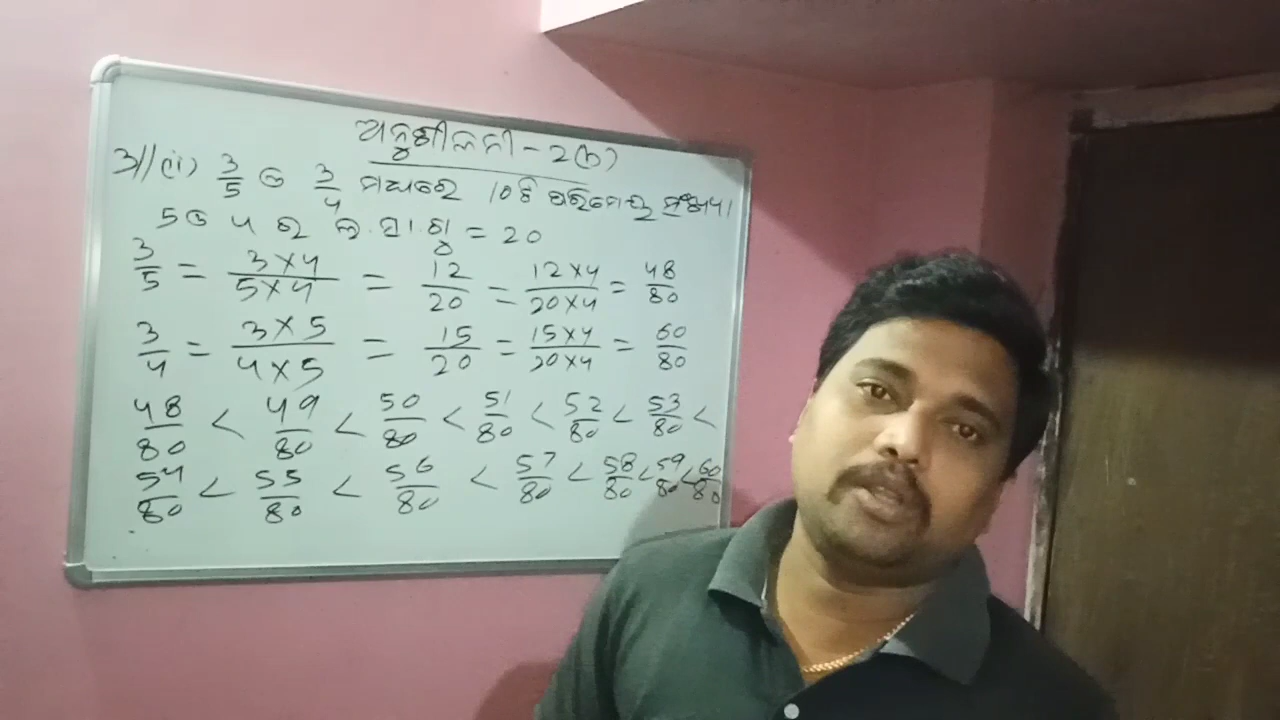 ଅନୁଶୀଳନୀ - 2(b)
3//(i) 3/5 ଓ 3/4 ମଧ୍ୟରେ 10ଟି ପରିମେୟ ସଂଖ୍ୟା।
5 ଓ 4 ର ଲ.ସା.ଗୁ = 20
3/5 = 3×4/5×4 = 12/20 = 12×4/20×4 = 48/80
3/4 = 3×5/4×5 = 15/20 = 15×4/20×4 = 60/80
48/80 < 49/80 < 50/80 < 51/80 < 52/80 < 53/80 <
54/80 < 55/80 < 56/80 < 57/80 < 58/80 < 59/80 < 60/80